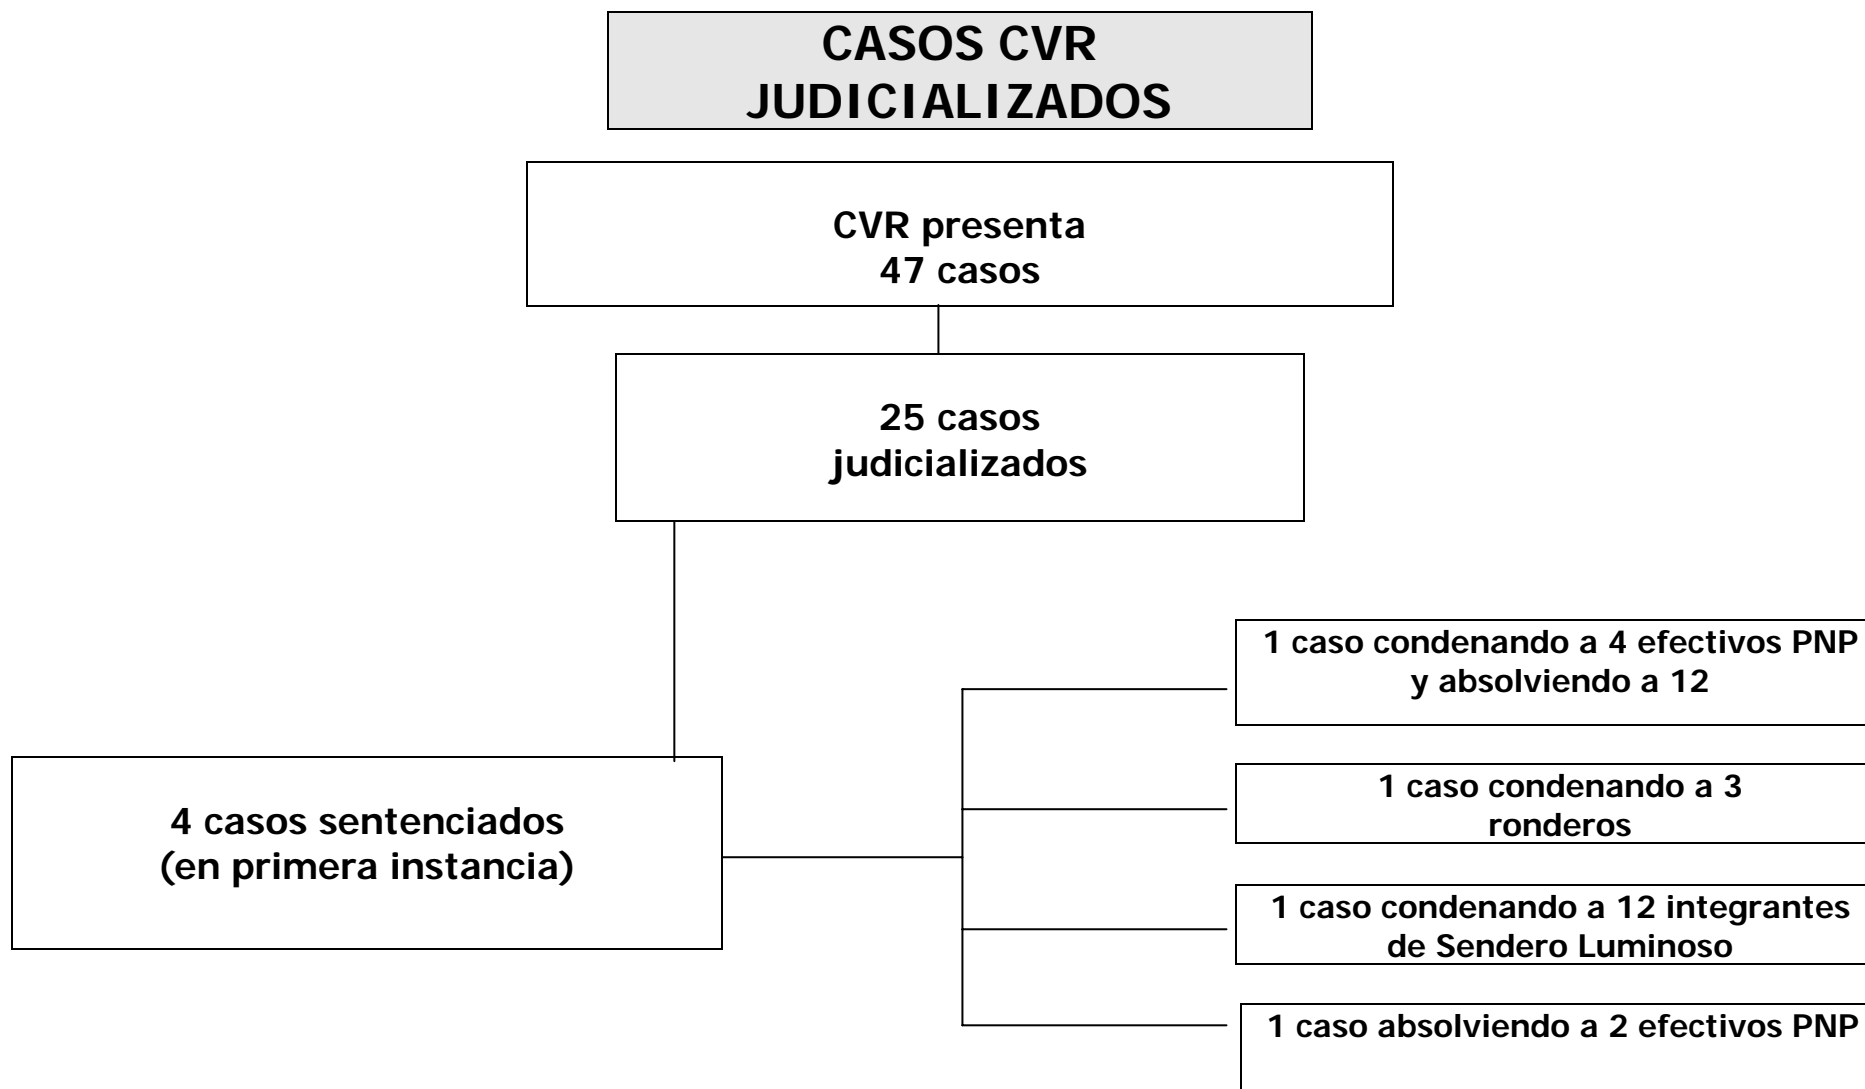 CASOS CVR
JUDICIALIZADOS
CVR presenta
47 casos
25 casos
judicializados
4 casos sentenciados
(en primera instancia)
1 caso condenando a 4 efectivos PNP
y absolviendo a 12
1 caso condenando a 3
ronderos
1 caso condenando a 12 integrantes
de Sendero Luminoso
1 caso absolviendo a 2 efectivos PNP